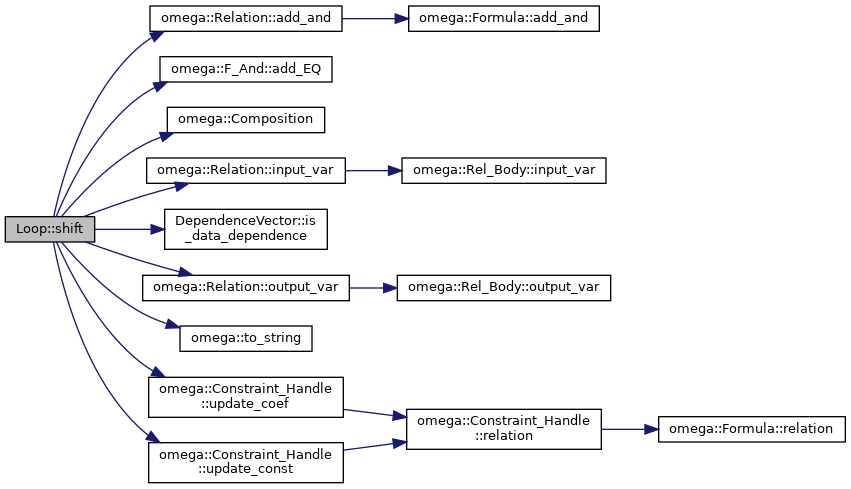 omega::Relation::add_and
omega::Formula::add_and
omega::F_And::add_EQ
omega::Composition
omega::Relation::input_var
omega::Rel_Body::input_var
Loop::shift
DependenceVector::is
_data_dependence
omega::Relation::output_var
omega::Rel_Body::output_var
omega::to_string
omega::Constraint_Handle
::update_coef
omega::Constraint_Handle
::relation
omega::Formula::relation
omega::Constraint_Handle
::update_const